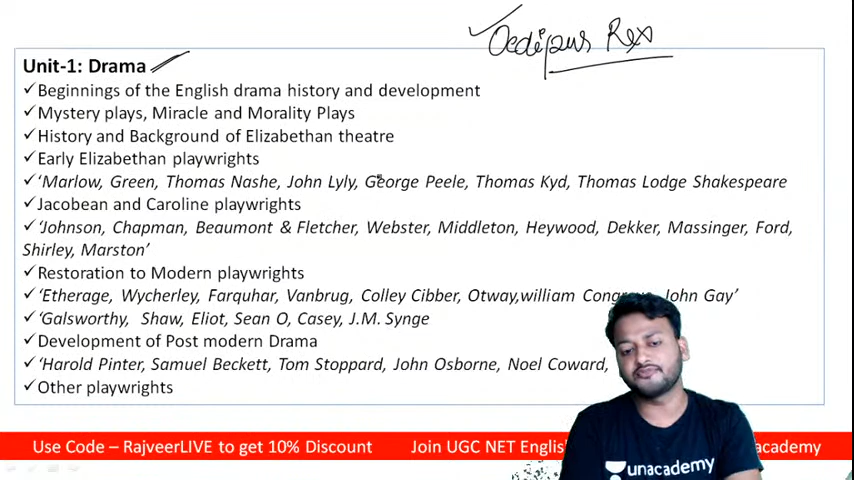 ✓Oedipus Rex
Unit-1: Drama
✓Beginnings of the English drama history and development
✓Mystery plays, Miracle and Morality Plays
✓History and Background of Elizabethan theatre
✓Early Elizabethan playwrights
✓‘Marlow, Green, Thomas Nashe, John Lyly, George Peele, Thomas Kyd, Thomas Lodge Shakespeare
✓Jacobean and Caroline playwrights
✓‘Johnson, Chapman, Beaumont & Fletcher, Webster, Middleton, Heywood, Dekker, Massinger, Ford,
Shirley, Marston’
✓Restoration to Modern playwrights
✓‘Etherage, Wycherley, Farquhar, Vanbrug, Colley Cibber, Otway,william John Gay’
✓‘Galsworthy, Shaw, Eliot, Sean O, Casey, J.M. Synge
✓Development of Post modern Drama
✓‘Harold Pinter, Samuel Beckett, Tom Stoppard, John Osborne, Noel Coward,
✓Other playwrights
Use Code – RajveerLIVE to get 10% Discount Join UGC NET
unacademy